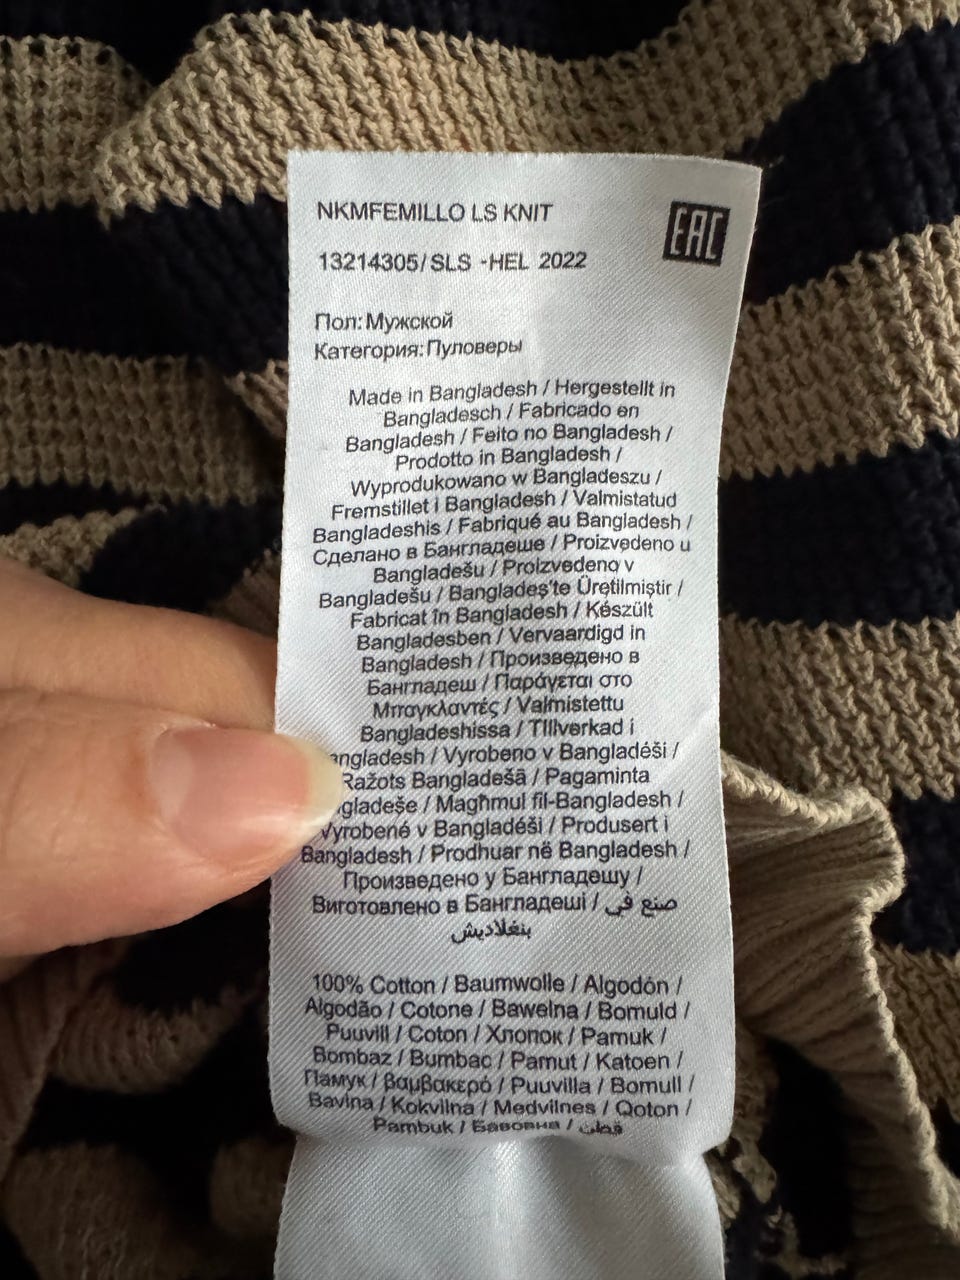 NKMFEMILLO LS KNIT
EAC
13214305/SLS -HEL 2022
Пол: Мужской
Категория: Пуловеры
Made in Bangladesh / Hergestellt in
Bangladesch / Fabricado en
Bangladesh / Feito no Bangladesh /
Prodotto in Bangladesh /
Wyprodukowano w Bangladeszu /
Fremstillet i Bangladesh / Valmistatud
Bangladeshis / Fabriqué au Bangladesh /
Сделано в Бангладеше / Proizvedeno u
Bangladešu / Proizvedeno v
Bangladešu / Bangladeş'te Üretilmiştir /
Fabricat în Bangladesh / Készült
Bangladesben / Vervaardigd in
Bangladesh / Произведено в
Бангладеш / Παράγεται στο
Μπαγκλαντές / Valmistettu
Bangladeshissa / Tillverkad i
angladesh / Vyrobeno v Bangladéši /
Ražots Bangladešā / Pagaminta
gladeše / Magħmul fil-Bangladesh /
Vyrobené v Bangladéši / Produsert i
Bangladesh / Prodhuar në Bangladesh /
Произведено у Бангладешу /
Виготовлено в Бангладеші / صنع في
بنغلاديش
100% Cotton / Baumwolle / Algodón /
Algodão / Cotone / Bawełna / Bomuld /
Puuvill / Coton / Хлопок / Pamuk /
Bombaž / Bumbac / Pamut / Katoen /
Памук / βαμβακερό / Puuvilla / Bomull /
Bavlna / Kokvilna / Medvilnės / Qoton /
Pambuk / Бавовна / قطن